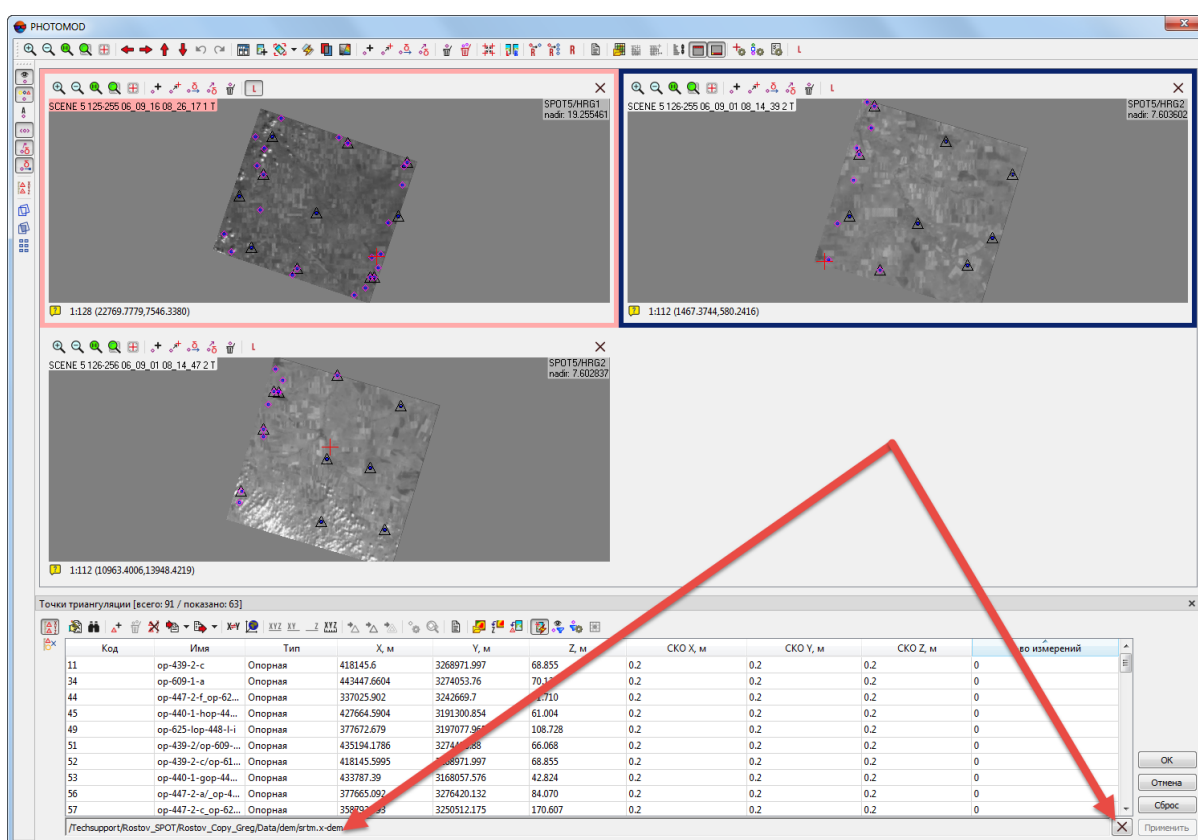 PHOTOMOD
SCENE 5 125-255 06_09_16 08_26_17 1 T
SPOT5/HRG1
nadir: 19.255461
1:128 (22769.7779,7546.3380)
SCENE 5 126-255 06_09_01 08_14_39 2 T
SPOT5/HRG2
nadir: 7.603602
1:112 (1467.3744,580.2416)
SCENE 5 126-256 06_09_01 08_14_47 2 T
SPOT5/HRG2
nadir: 7.602837
1:112 (10963.4006,13948.4219)
Точки триангуляции [всего: 91 / показано: 63]
Код Имя Тип X, м Y, м Z, м СКО X, м СКО Y, м СКО Z, м во измерений
11 op-439-2-c Опорная 418145.6 3268971.997 68.855 0.2 0.2 0.2 0
34 op-609-1-a Опорная 443447.6604 3274053.76 0.2 0.2 0.2 0
44 op-447-2-f_op-62... Опорная 337025.902 3242669.7 0.2 0.2 0.2 0
45 op-440-1-hop-44... Опорная 427664.5904 3191300.854 61.004 0.2 0.2 0.2 0
49 op-625-lop-448-l-i Опорная 377672.679 108.728 0.2 0.2 0.2 0
51 op-439-2/op-609-... Опорная 435194.1786 66.068 0.2 0.2 0.2 0
52 op-439-2-c/op-61... Опорная 418145.5995 68.855 0.2 0.2 0.2 0
53 op-440-1-gop-44... Опорная 433787.39 3168057.576 42.824 0.2 0.2 0.2 0
56 op-447-2-a/_op-4... Опорная 377665.092 3276420.132 84.070 0.2 0.2 0.2 0
57 op-447-2-c_op-62... Опорная 3250512.175 170.607 0.2 0.2 0.2 0
/Techsupport/Rostov_SPOT/Rostov_Copy_Greg/Data/dem/srtm.x-dem
OK
Отмена
Сброс
Применить